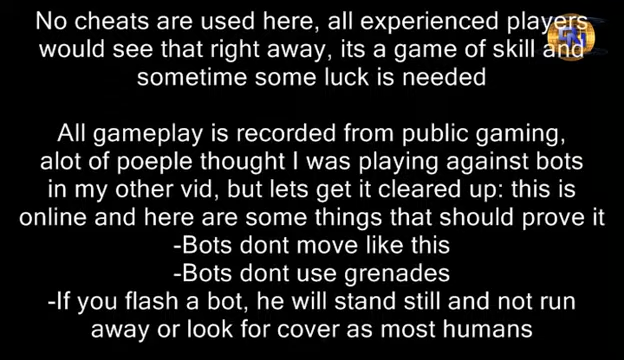 No cheats are used here, all experienced players
would see that right away, its a game of skill and
sometime some luck is needed
All gameplay is recorded from public gaming,
alot of poeple thought I was playing against bots
in my other vid, but lets get it cleared up: this is
online and here are some things that should prove it
-Bots dont move like this
-Bots dont use grenades
-If you flash a bot, he will stand still and not run
away or look for cover as most humans